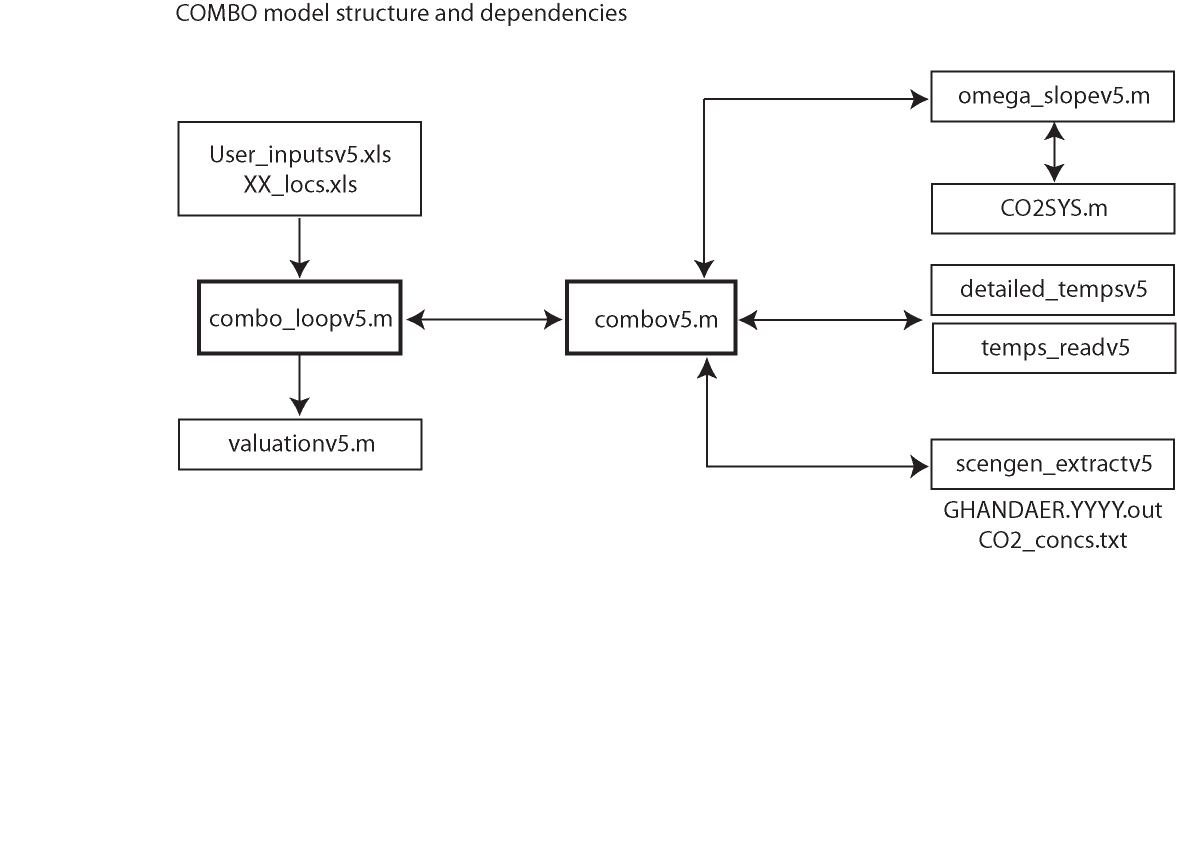 COMBO model structure and dependencies
User_inputsv5.xls
XX_locs.xls
combo_loopv5.m
valuationv5.m
combov5.m
omega_slopev5.m
CO2SYS.m
detailed_tempsv5
temps_readv5
scengen_extractv5
GHANDAER.YYYY.out
CO2_concs.txt